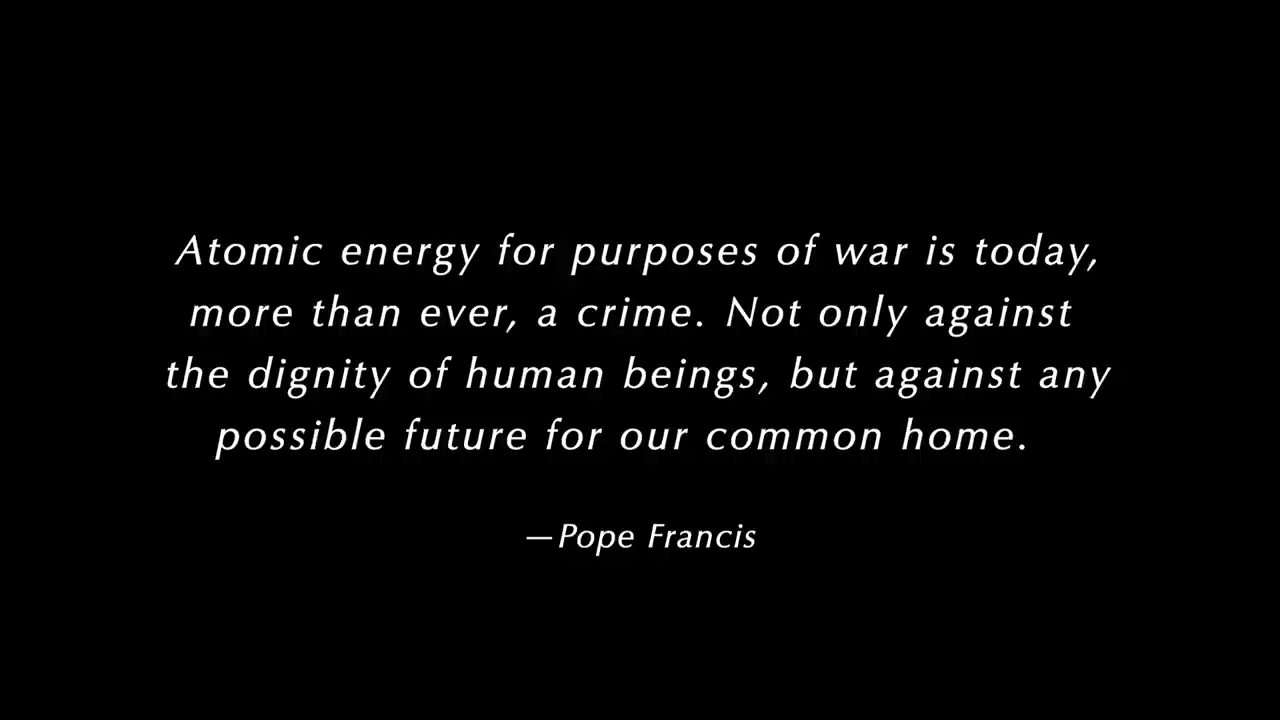 Atomic energy for purposes of war is today,
more than ever, a crime. Not only against
the dignity of human beings, but against any
possible future for our common home.
—Pope Francis